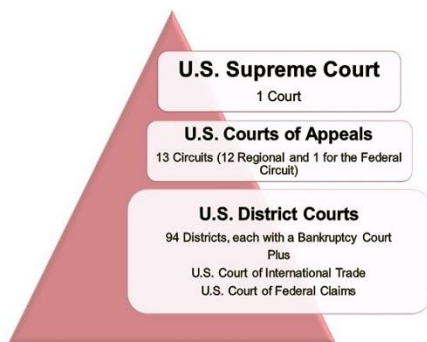 U.S. Supreme Court
1 Court
U.S. Courts of Appeals
13 Circuits (12 Regional and 1 for the Federal
Circuit)
U.S. District Courts
94 Districts, each with a Bankruptcy Court
Plus
U.S. Court of International Trade
U.S. Court of Federal Claims